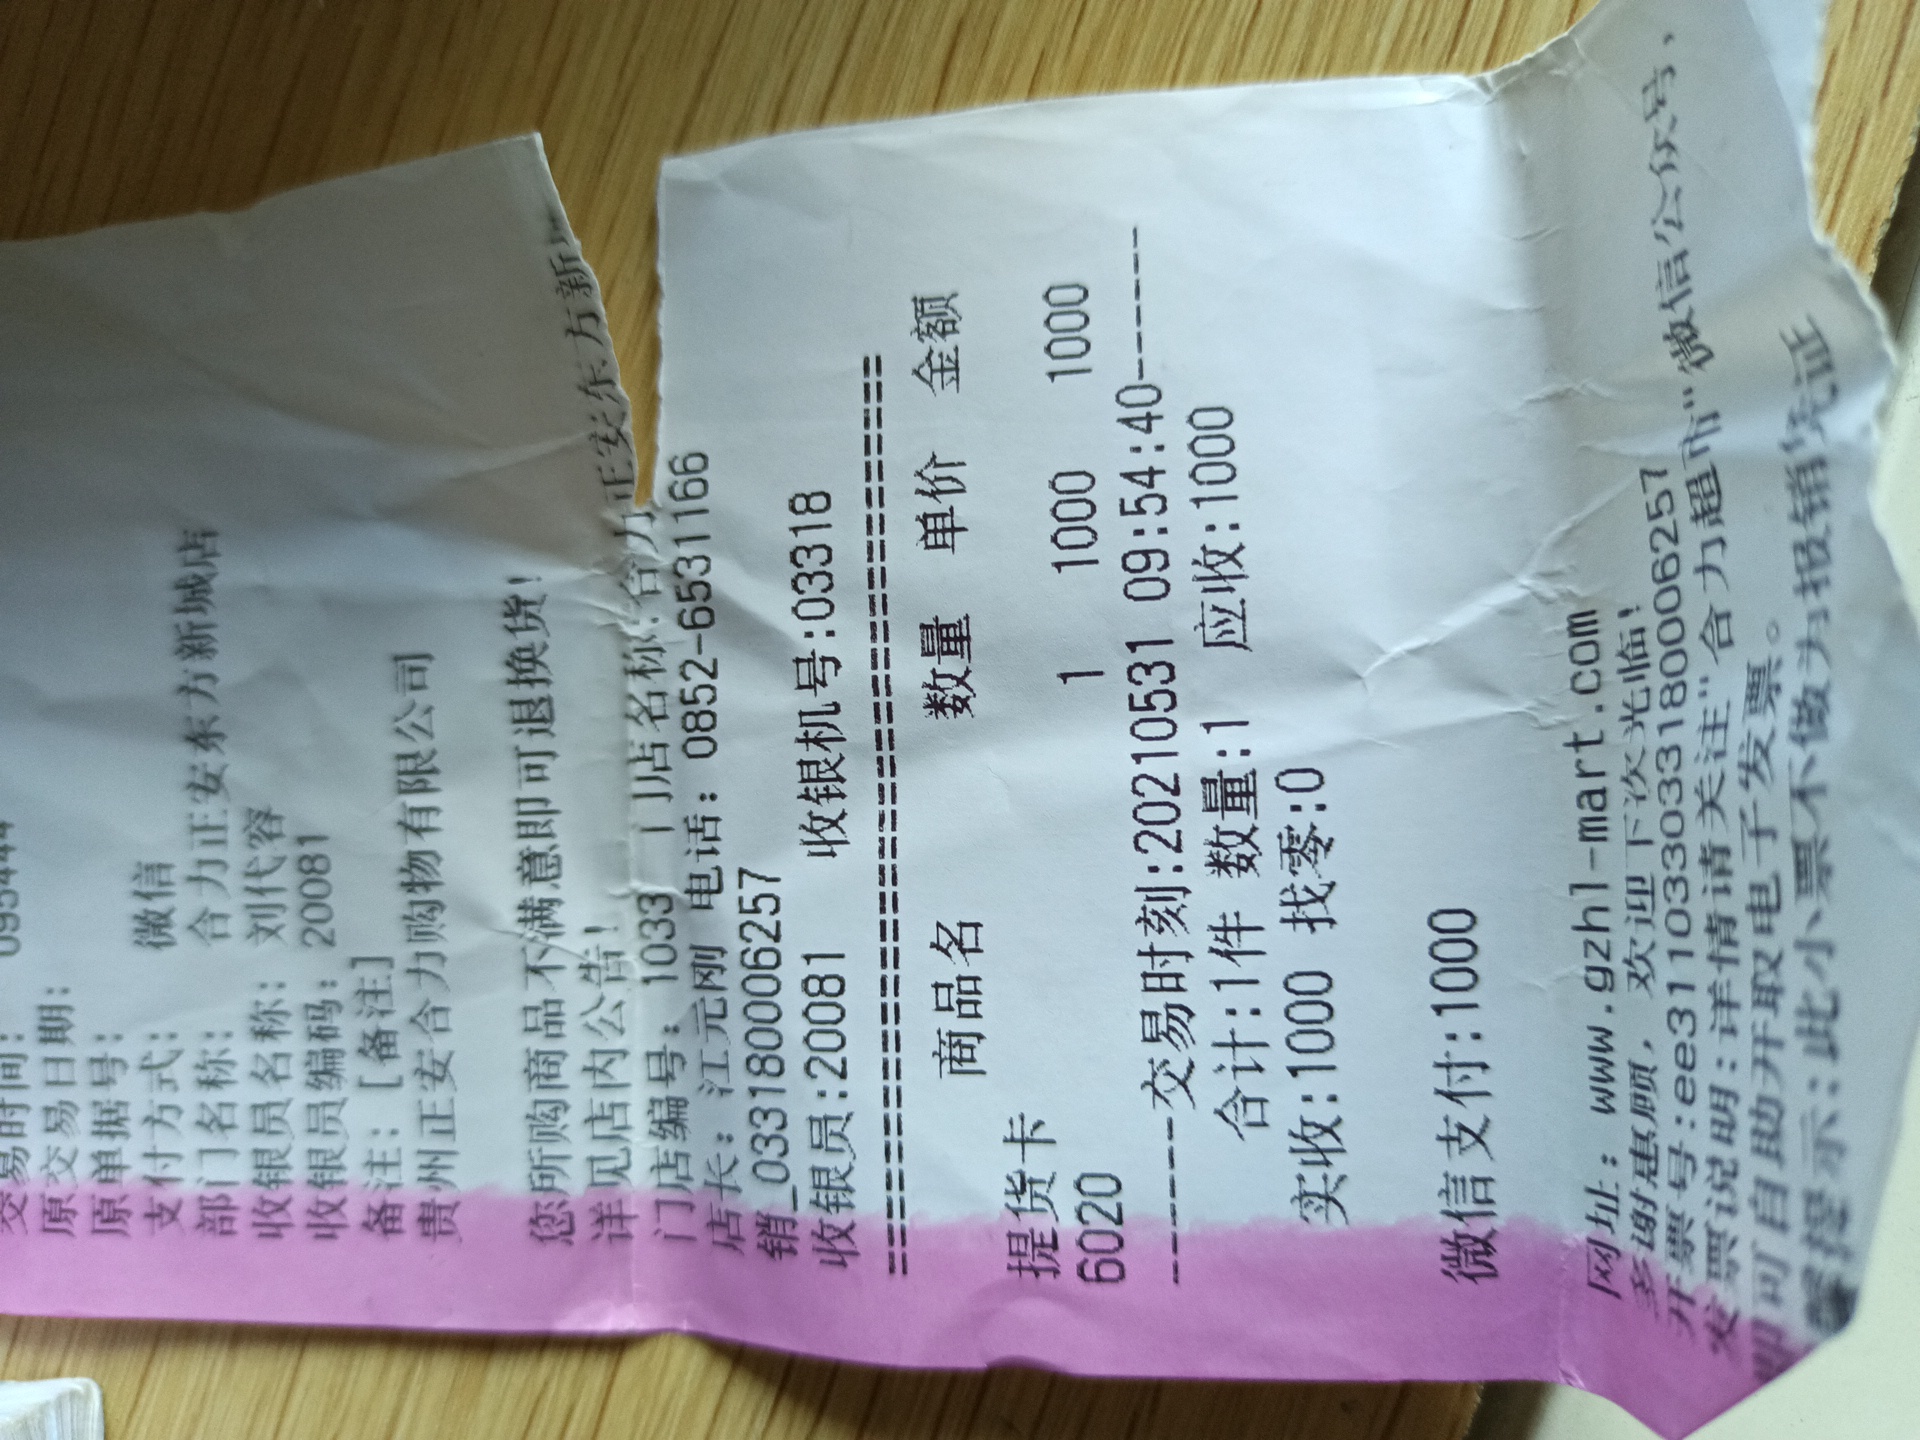 交易时间: 095444
原交易日期:
原单据号:
支付方式: 微信
部门名称: 合力正安东方新城店
收银员名称: 刘代容
收银员编码: 20081
备注: [备注]
贵州正安合力购物有限公司
您所购商品不满意即可退换货!
详见店内公告!
门店编号: 1033 门店名称:合力正安东方新
店长: 江元刚 电话: 0852-6531166
销_033180006257
收银员:20081 收银机号:03318
================================
商品名 数量 单价 金额
提货卡
6020 1 1000 1000
------交易时刻:20210531 09:54:40------
合计:1件 数量:1 应收:1000
实收:1000 找零:0
微信支付:1000
网址: www.gzhl-mart.com
多谢惠顾, 欢迎下次光临!
开票号:ee311033033180006257
发票说明:详情请关注"合力超市"微信公众号,
即可自助开取电子发票。
提示:此小票不做为报销凭证